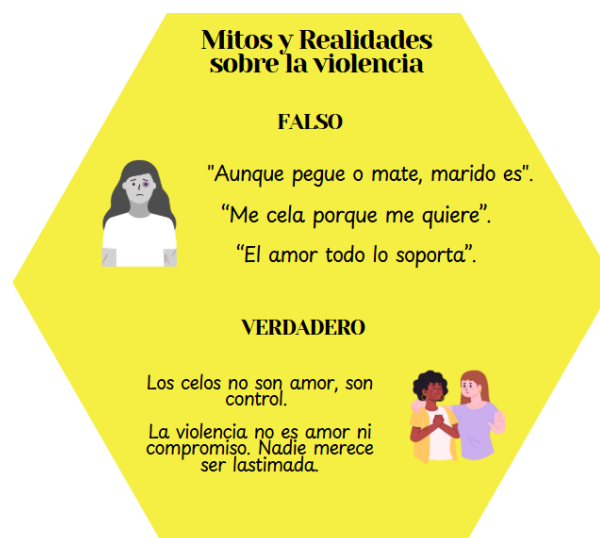 Mitos y Realidades
sobre la violencia
FALSO
"Aunque pegue o mate, marido es".
“Me cela porque me quiere”.
“El amor todo lo soporta”.
VERDADERO
Los celos no son amor, son
control.
La violencia no es amor ni
compromiso. Nadie merece
ser lastimada.